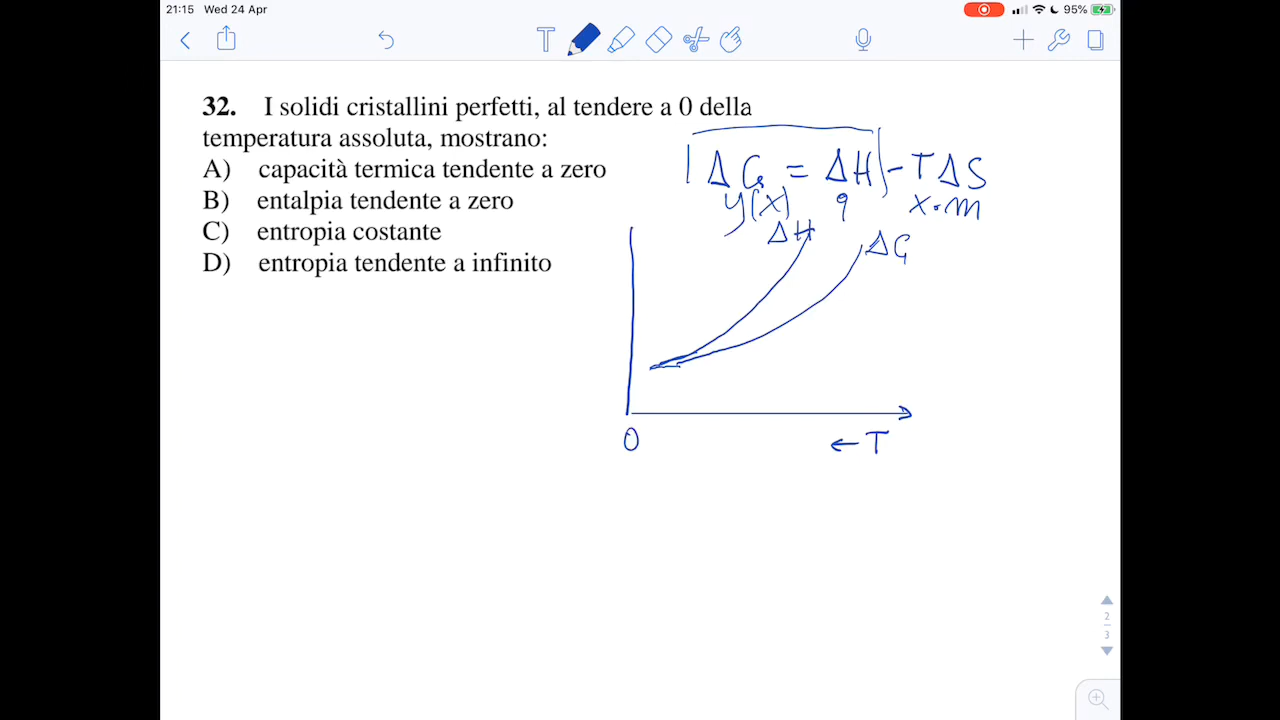 21:15 Wed 24 Apr 95%
32. I solidi cristallini perfetti, al tendere a 0 della
temperatura assoluta, mostrano:
A) capacità termica tendente a zero
B) entalpia tendente a zero
C) entropia costante
D) entropia tendente a infinito
ΔG = ΔH - TΔS
y(x) q x·m
ΔH ΔG
0 ← T
2
3